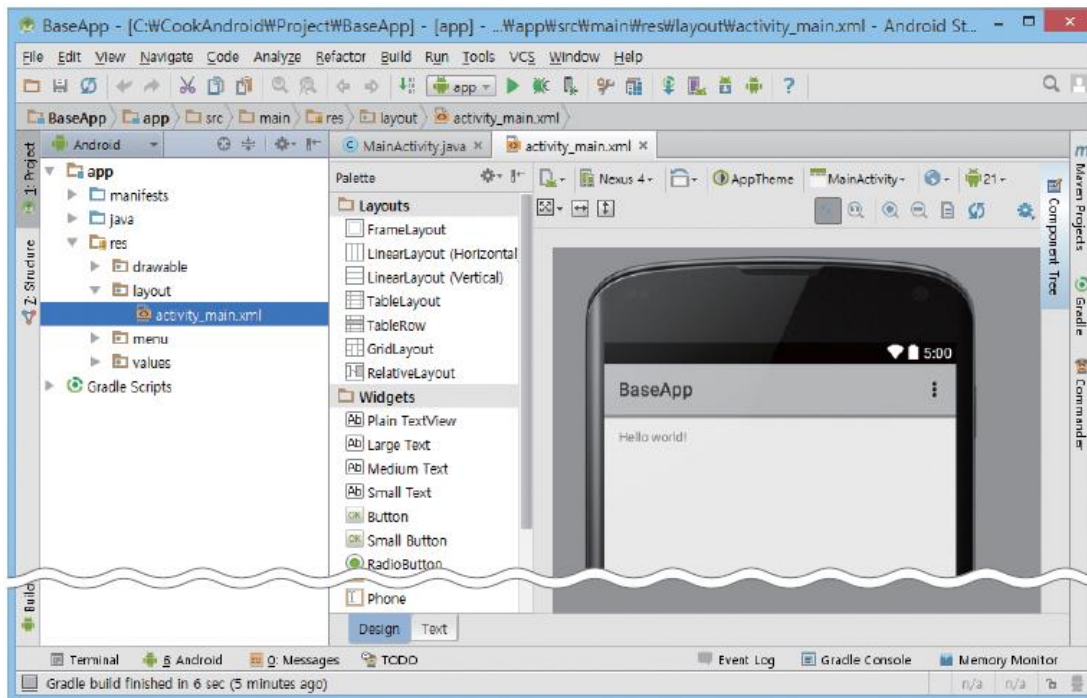 BaseApp - [C:₩CookAndroid₩Project₩BaseApp] - [app] - ...₩app₩src₩main₩res₩layout₩activity_main.xml - Android St...
File Edit View Navigate Code Analyze Refactor Build Run Tools VCS Window Help
app
BaseApp app src main res layout activity_main.xml
1: Project
Z: Structure
Build
Android
app
manifests
java
res
drawable
layout
activity_main.xml
menu
values
Gradle Scripts
MainActivity.java activity_main.xml
Palette
Layouts
FrameLayout
LinearLayout (Horizontal
LinearLayout (Vertical)
TableLayout
TableRow
GridLayout
RelativeLayout
Widgets
Ab Plain TextView
Ab Large Text
Ab Medium Text
Ab Small Text
OK Button
OK Small Button
RadioButton
Phone
Design Text
Nexus 4 AppTheme MainActivity 21
5:00
BaseApp
Hello world!
Component Tree
Maven Projects
Gradle
Commander
Terminal 6: Android 0: Messages TODO Event Log Gradle Console Memory Monitor
Gradle build finished in 6 sec (5 minutes ago) n/a n/a